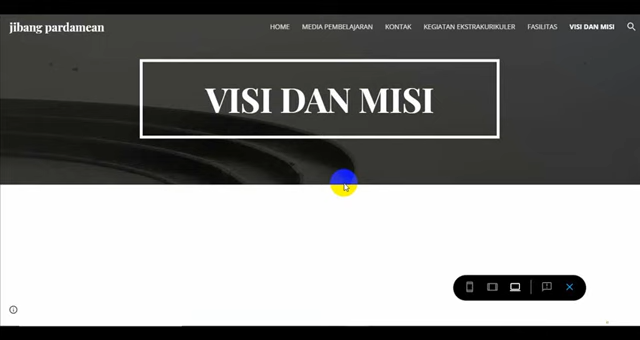 jibang pardamean
HOME MEDIA PEMBELAJARAN KONTAK KEGIATAN EKSTRAKURIKULER FASILITAS VISI DAN MISI
VISI DAN MISI